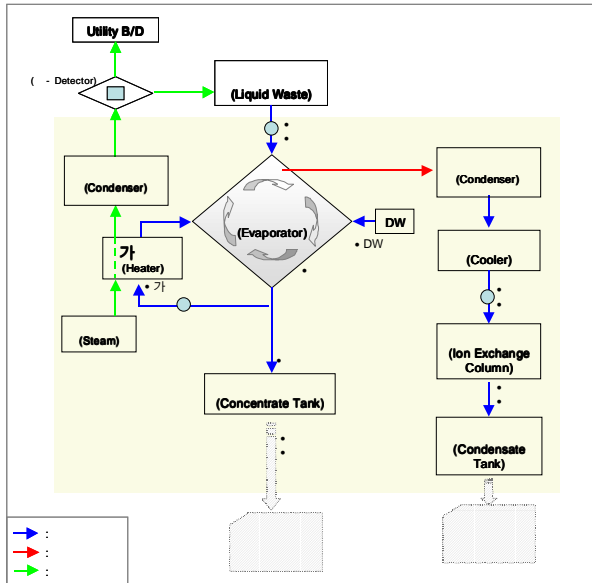 Utility B/D
( - Detector)
(Liquid Waste)
:
(Condenser)
(Condenser)
(Evaporator)
DW
• DW
가
(Heater)
• 가
(Cooler)
(Steam)
(Ion Exchange
Column)
(Concentrate Tank)
(Condensate
Tank)
:
:
: